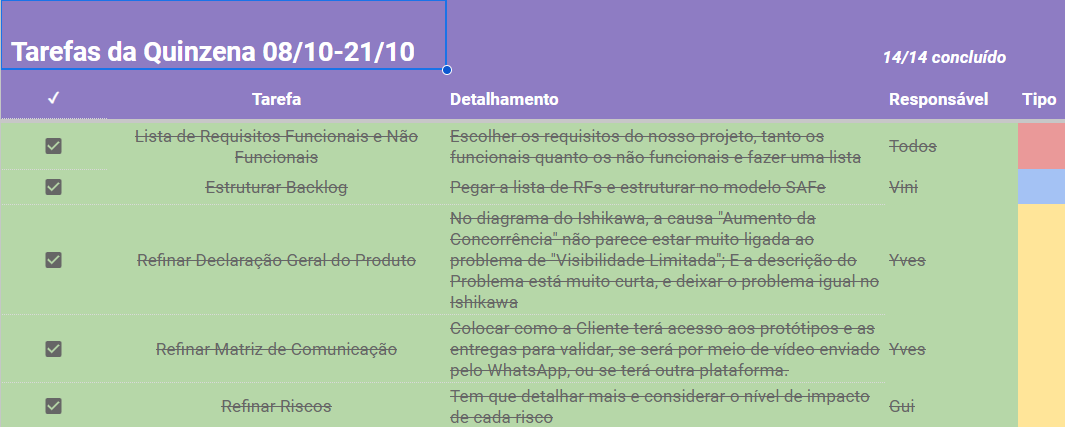 Tarefas da Quinzena 08/10-21/10
14/14 concluído
✓ Tarefa Detalhamento Responsável Tipo
Lista de Requisitos Funcionais e Não
Funcionais
Escolher os requisitos do nosso projeto, tanto os
funcionais quanto os não funcionais e fazer uma lista
Todos
Estruturar Backlog
Pegar a lista de RFs e estruturar no modelo SAFe
Vini
Refinar Declaração Geral do Produto
No diagrama do Ishikawa, a causa "Aumento da
Concorrência" não parece estar muito ligada ao
problema de "Visibilidade Limitada"; E a descrição do
Problema está muito curta, e deixar o problema igual no
Ishikawa
Yves
Refinar Matriz de Comunicação
Colocar como a Cliente terá acesso aos protótipos e as
entregas para validar, se será por meio de vídeo enviado
pelo WhatsApp, ou se terá outra plataforma.
Yves
Refinar Riscos
Tem que detalhar mais e considerar o nível de impacto
de cada risco
Gui